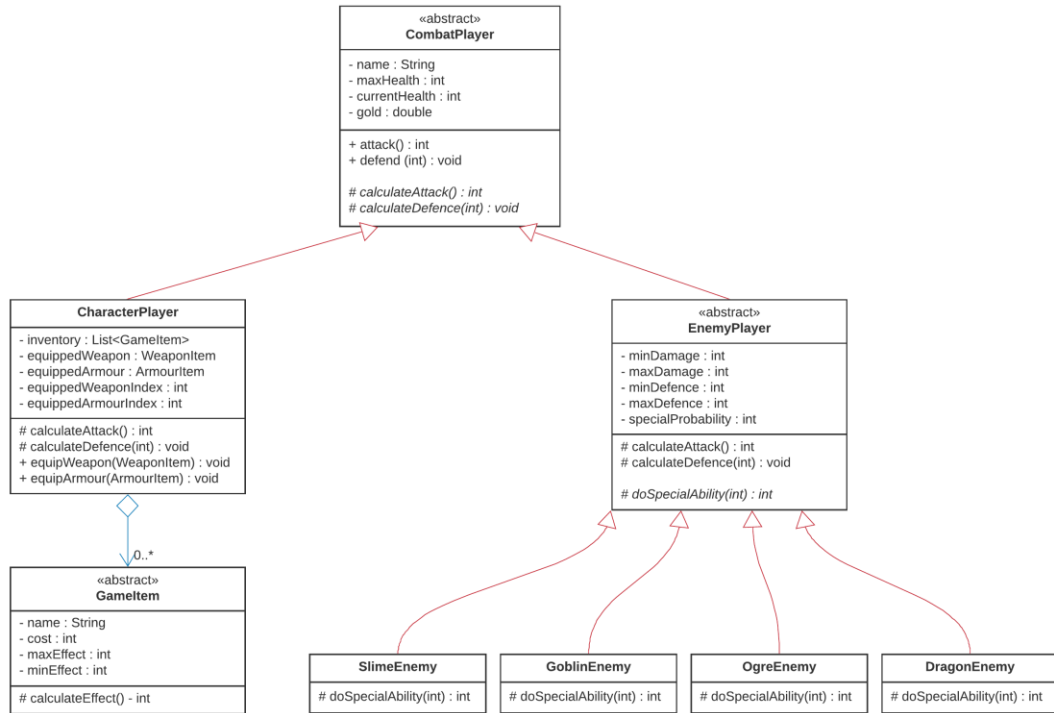 «abstract»
CombatPlayer
- name : String
- maxHealth : int
- currentHealth : int
- gold : double
+ attack() : int
+ defend (int) : void
# calculateAttack() : int
# calculateDefence(int) : void
CharacterPlayer
- inventory : List<GameItem>
- equippedWeapon : WeaponItem
- equippedArmour : ArmourItem
- equippedWeaponIndex : int
- equippedArmourIndex : int
# calculateAttack() : int
# calculateDefence(int) : void
+ equipWeapon(WeaponItem) : void
+ equipArmour(ArmourItem) : void
«abstract»
EnemyPlayer
- minDamage : int
- maxDamage : int
- minDefence : int
- maxDefence : int
- specialProbability : int
# calculateAttack() : int
# calculateDefence(int) : void
# doSpecialAbility(int) : int
0..*
«abstract»
GameItem
- name : String
- cost : int
- maxEffect : int
- minEffect : int
# calculateEffect() - int
SlimeEnemy
# doSpecialAbility(int) : int
GoblinEnemy
# doSpecialAbility(int) : int
OgreEnemy
# doSpecialAbility(int) : int
DragonEnemy
# doSpecialAbility(int) : int